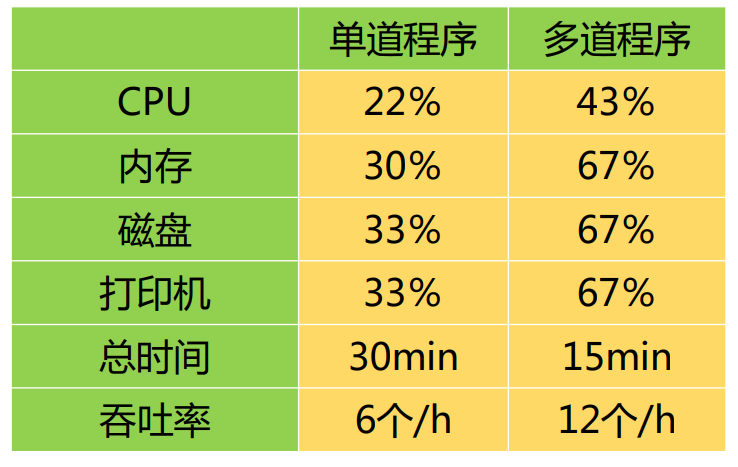 单道程序 多道程序
CPU 22% 43%
内存 30% 67%
磁盘 33% 67%
打印机 33% 67%
总时间 30min 15min
吞吐率 6个/h 12个/h